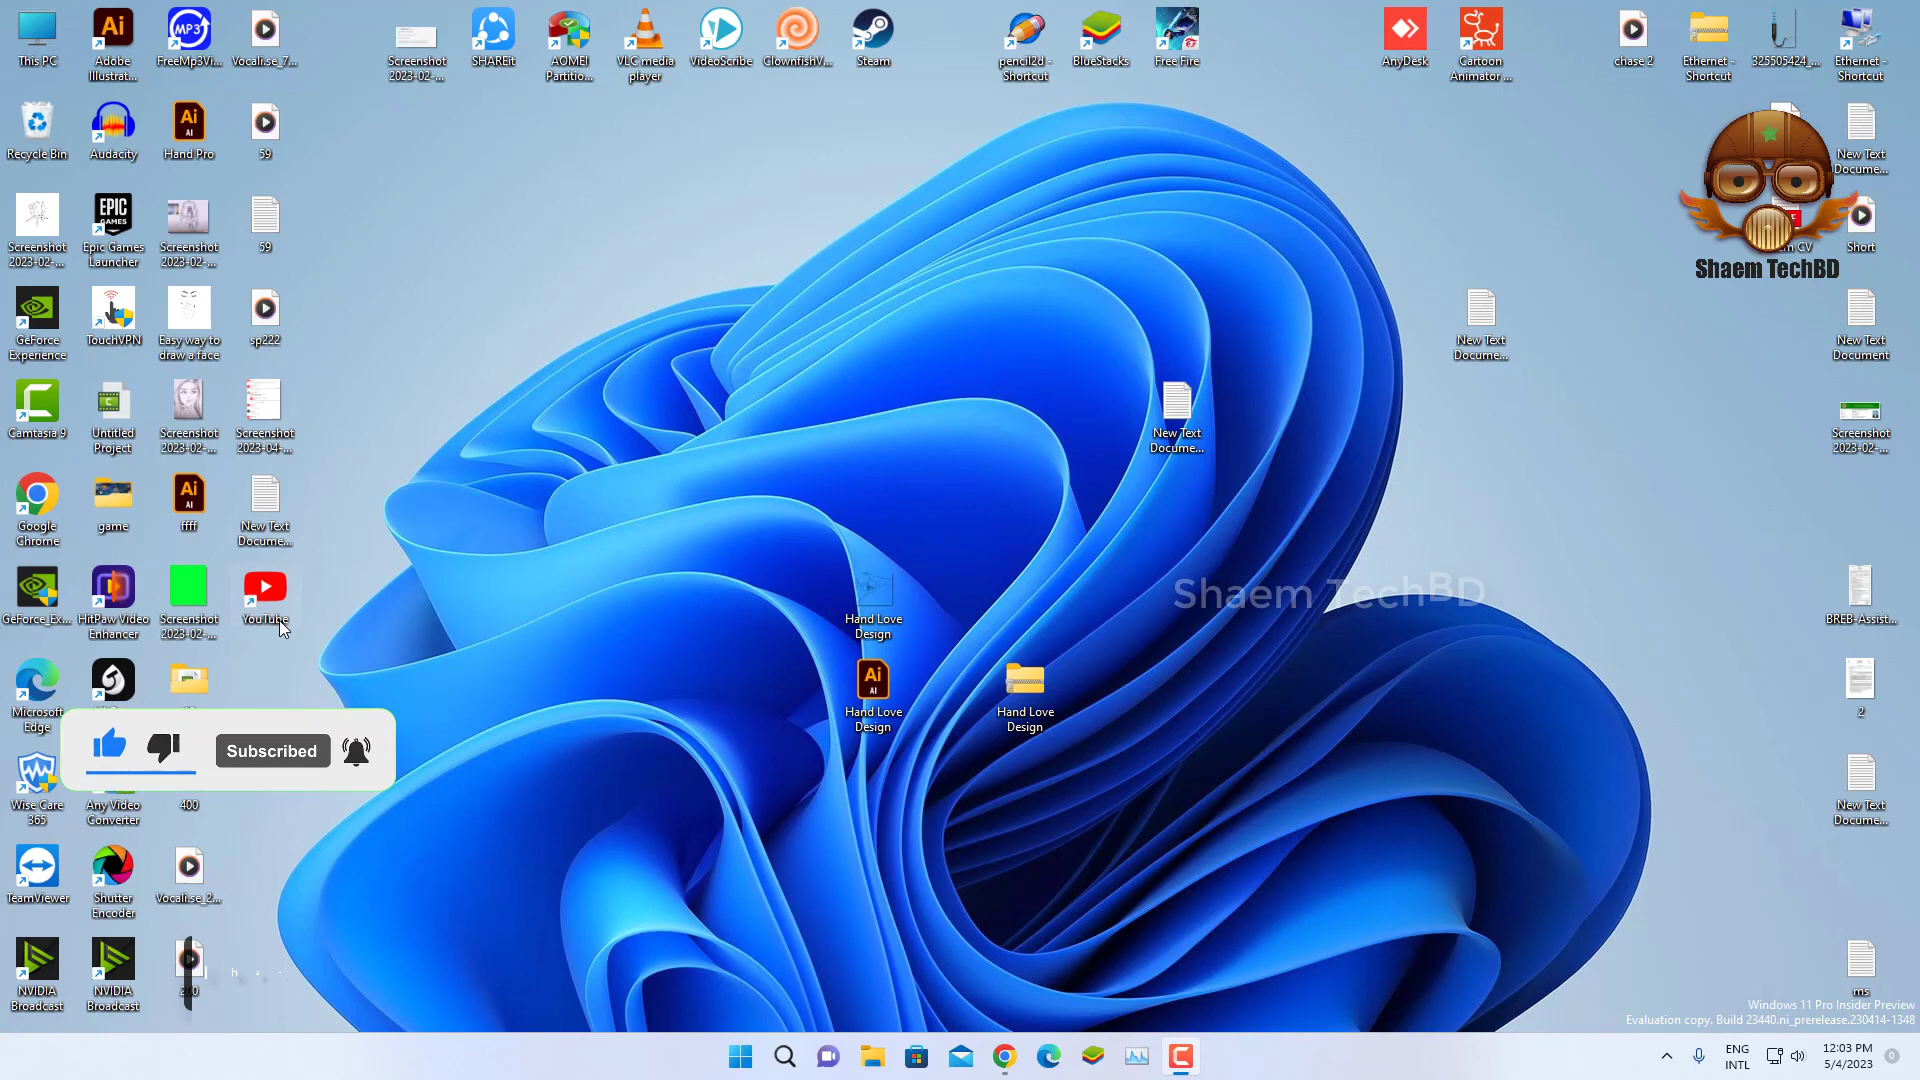 This PC
Adobe
Illustrat...
FreeMp3Vi...
Vocali.se_7...
Screenshot
2023-02-...
SHAREit
AOMEI
Partitio...
VLC media
player
VideoScribe
ClownfishV...
Steam
pencil2d -
Shortcut
BlueStacks
Free Fire
AnyDesk
Cartoon
Animator ...
chase 2
Ethernet -
Shortcut
325505424_...
Ethernet -
Shortcut
Recycle Bin
Audacity
Hand Pro
59
New Text
Docume...
Screenshot
2023-02-...
Epic Games
Launcher
Screenshot
2023-02-...
59
CV
Short
Shaem TechBD
GeForce
Experience
TouchVPN
Easy way to
draw a face
sp222
New Text
Docume...
New Text
Document
Camtasia 9
Untitled
Project
Screenshot
2023-02-...
Screenshot
2023-04-...
New Text
Docume...
Screenshot
2023-02-...
Google
Chrome
game
ffff
New Text
Docume...
GeForce_Ex...
HitPaw Video
Enhancer
Screenshot
2023-02-...
YouTube
Hand Love
Design
Shaem TechBD
BREB-Assist...
Microsoft
Edge
Hand Love
Design
Hand Love
Design
2
Subscribed
Wise Care
365
Any Video
Converter
400
New Text
Docume...
TeamViewer
Shutter
Encoder
Vocali.se_2...
NVIDIA
Broadcast
NVIDIA
Broadcast
ms
Windows 11 Pro Insider Preview
Evaluation copy. Build 23440.ni_prerelease.230414-1348
ENG
INTL
12:03 PM
5/4/2023